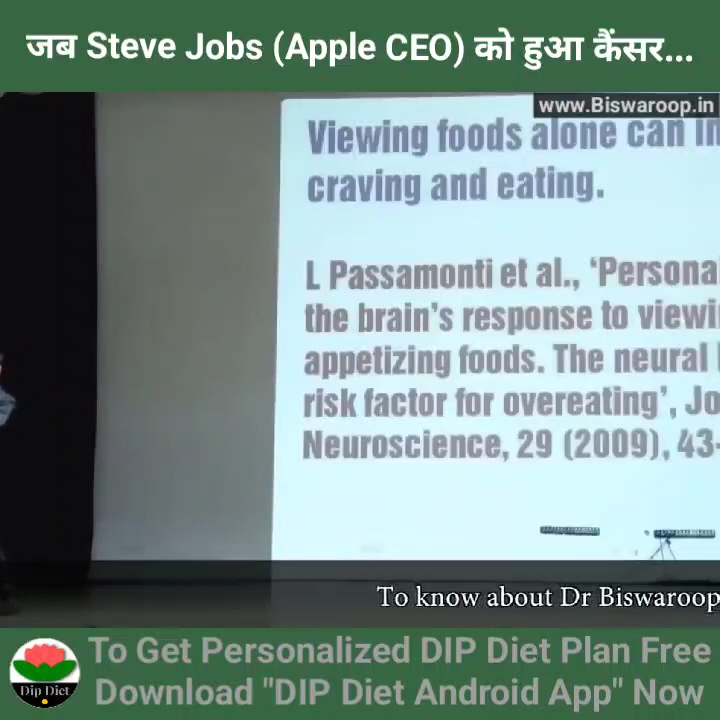 जब Steve Jobs (Apple CEO) को हुआ कैंसर...
www.Biswaroop.in
Viewing foods alone can
craving and eating.
L Passamonti et al., ‘Persona
the brain's response to viewi
appetizing foods. The neural
risk factor for overeating’, Jo
Neuroscience, 29 (2009), 43-
To know about Dr Biswaroop
To Get Personalized DIP Diet Plan Free
Dip Diet
Download "DIP Diet Android App" Now